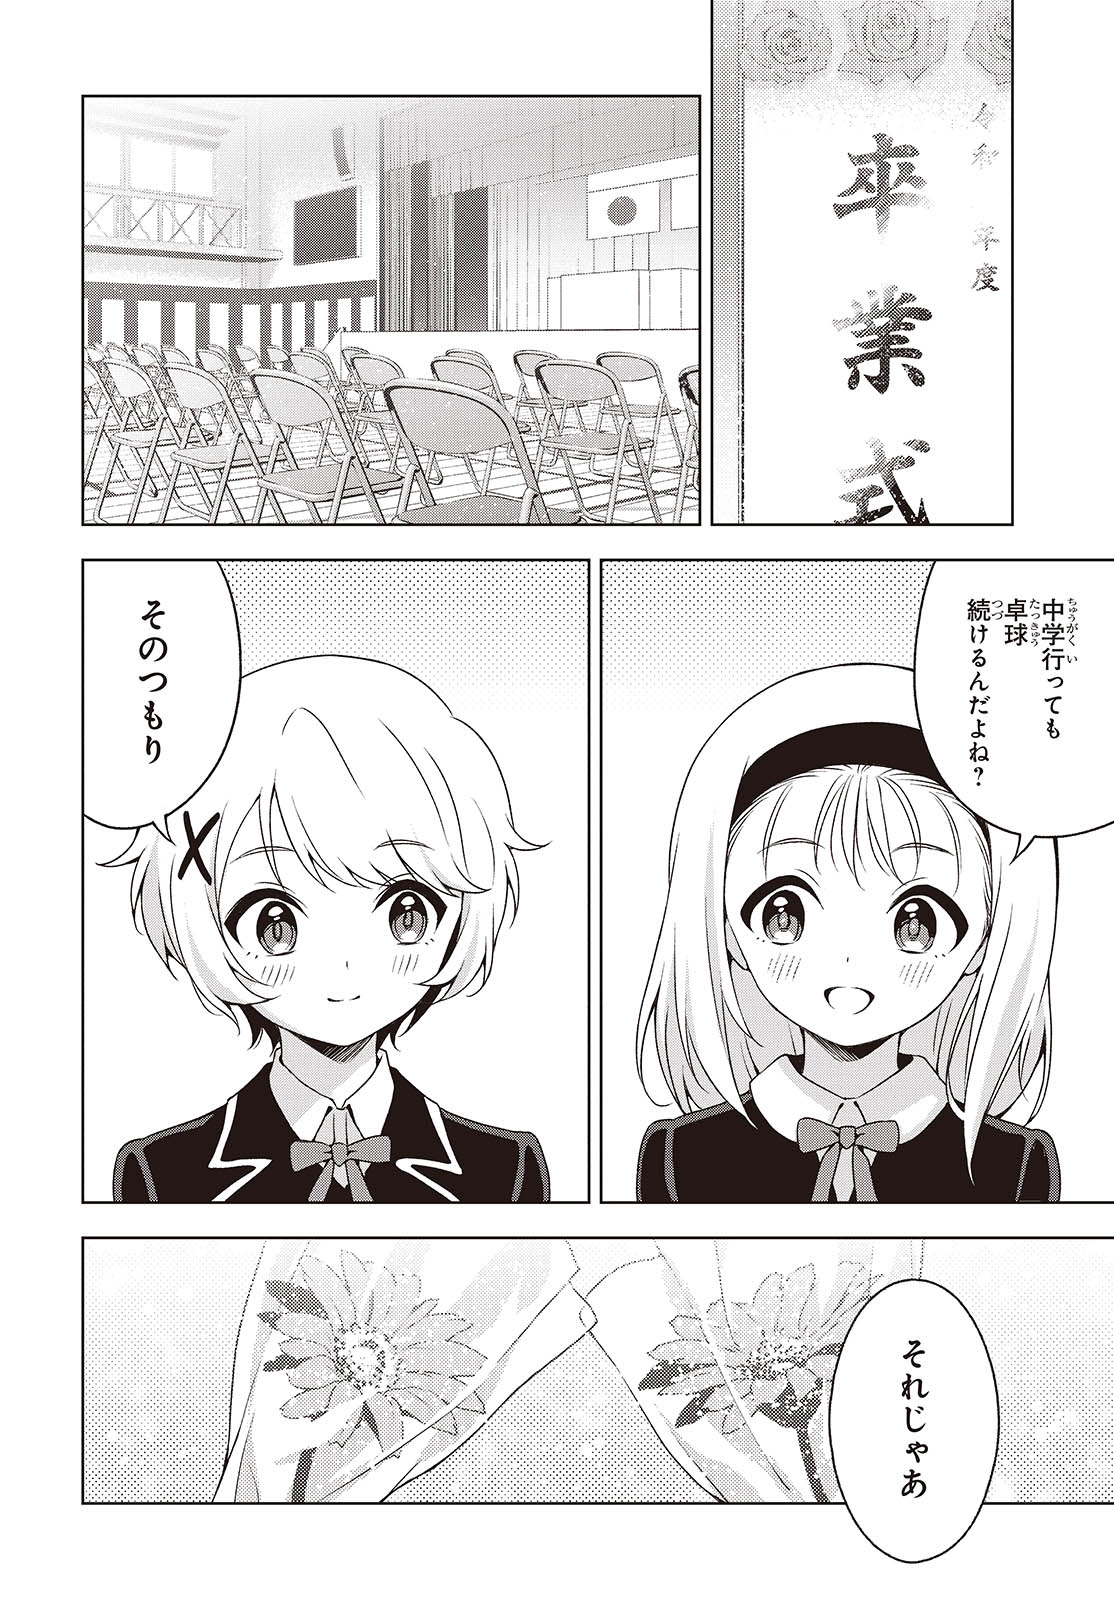 令和 年度
卒業式
中学行っても
卓球
続けるんだよね?
そのつもり
それじゃあ